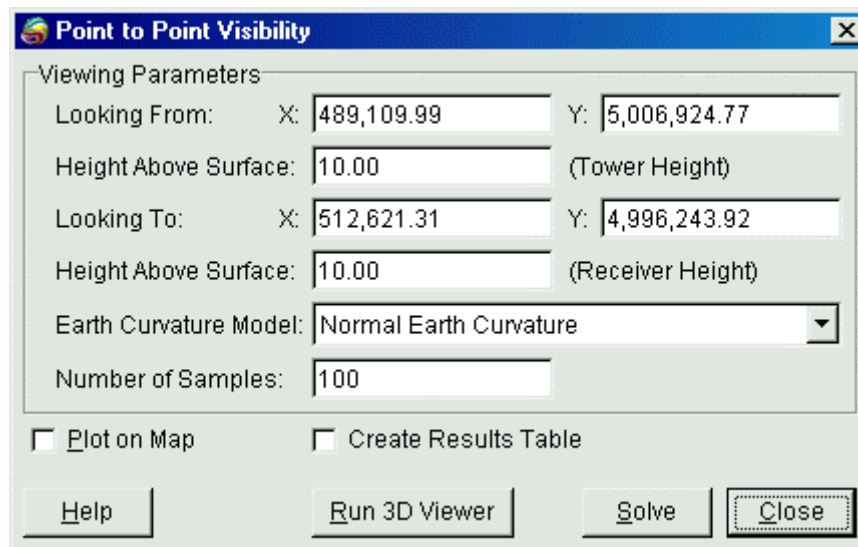 Point to Point Visibility
Viewing Parameters
Looking From: X: 489,109.99 Y: 5,006,924.77
Height Above Surface: 10.00 (Tower Height)
Looking To: X: 512,621.31 Y: 4,996,243.92
Height Above Surface: 10.00 (Receiver Height)
Earth Curvature Model: Normal Earth Curvature
Number of Samples: 100
Plot on Map Create Results Table
Help Run 3D Viewer Solve Close